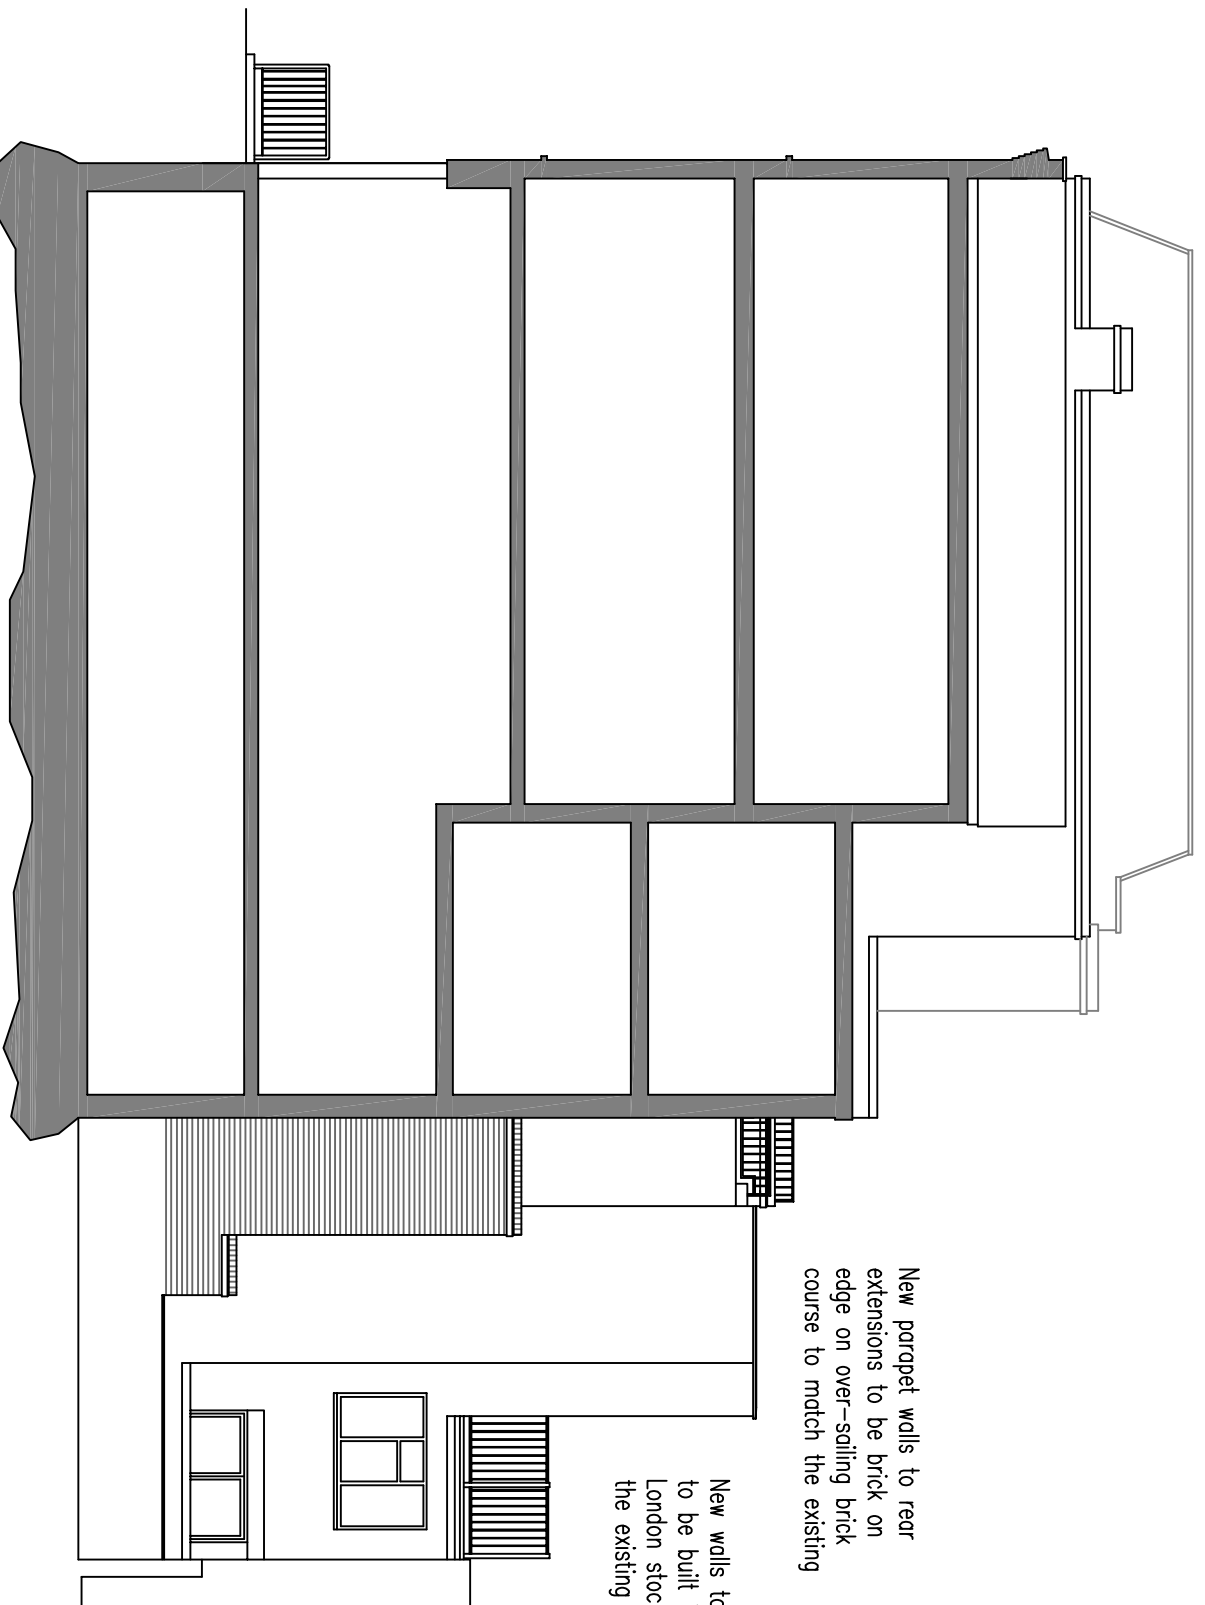 New parapet walls to rear
extensions to be brick on
edge on over-sailing brick
course to match the existing
New walls to
to be built
London stoc
the existing